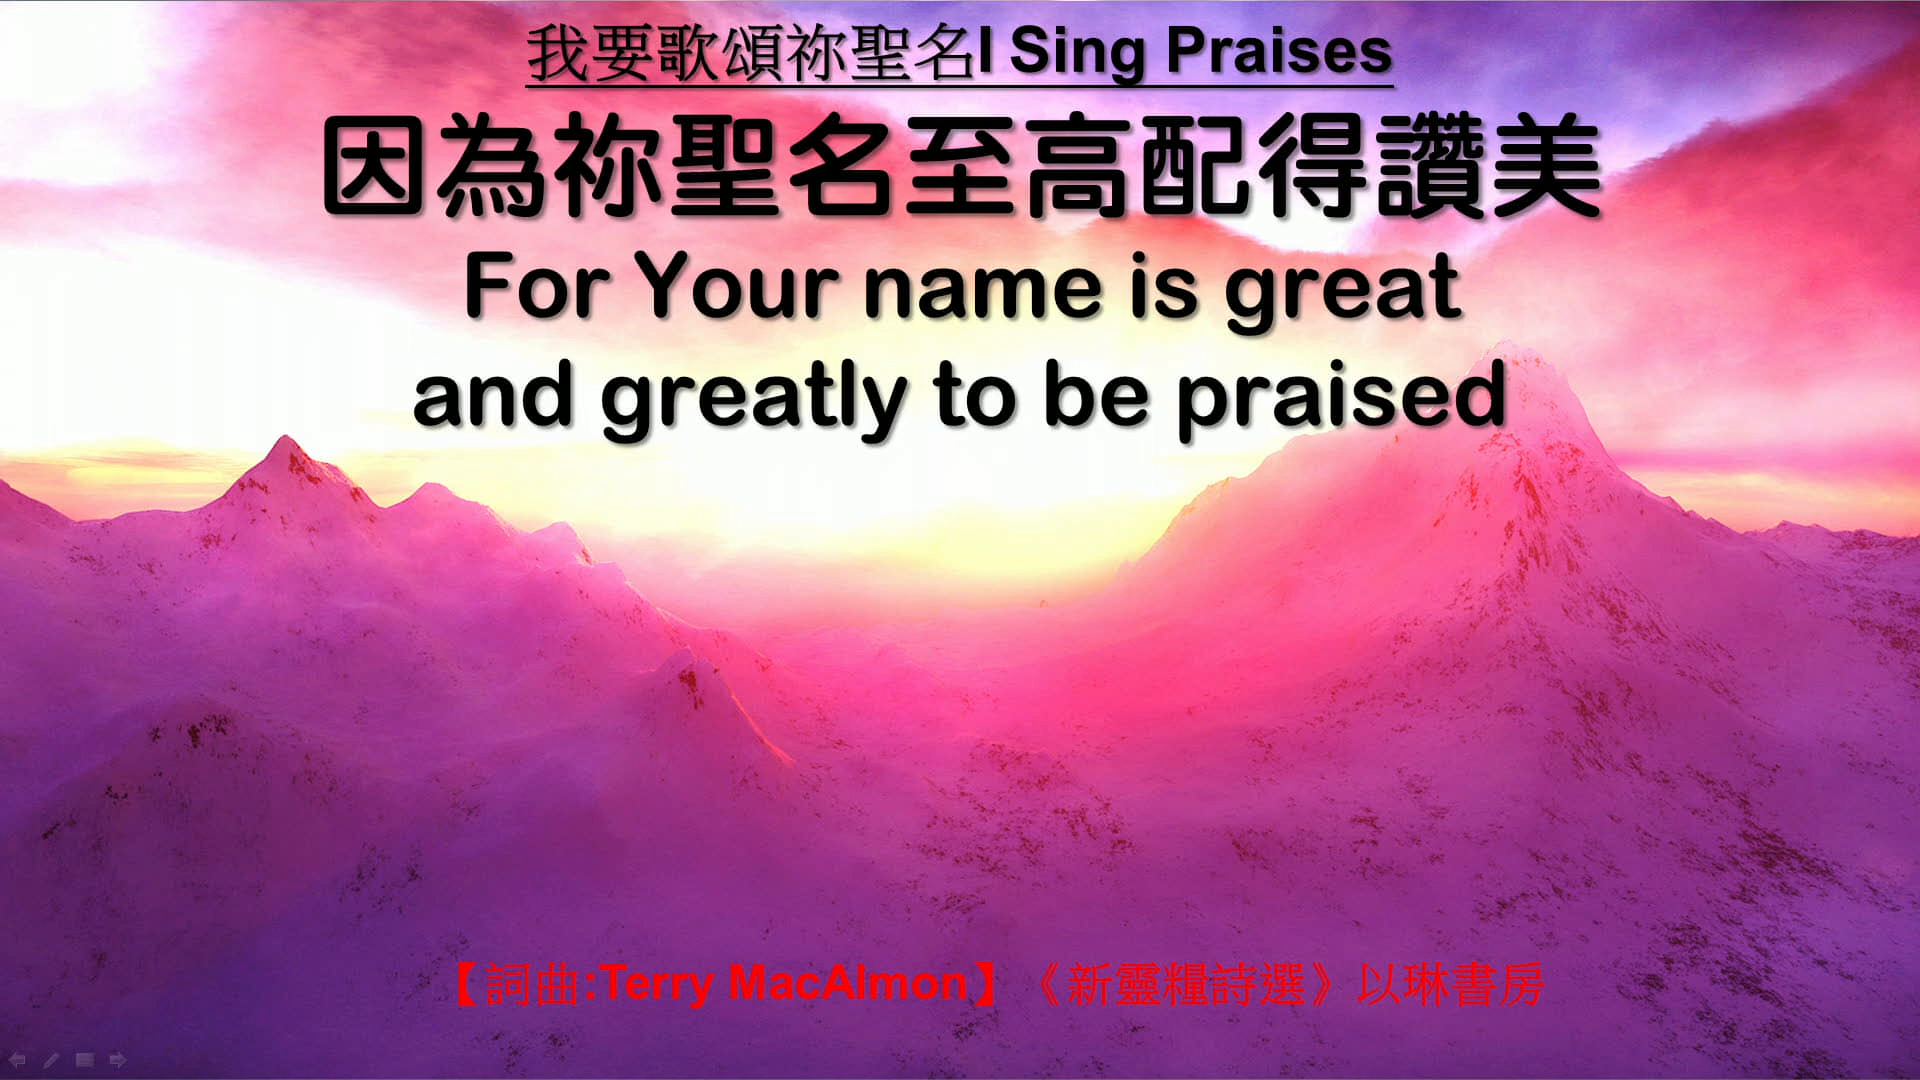 我要歌頌祢聖名I Sing Praises
因為祢聖名至高配得讚美
For Your name is great
and greatly to be praised
【詞曲:Terry MacAlmon】《新靈糧詩選》以琳書房